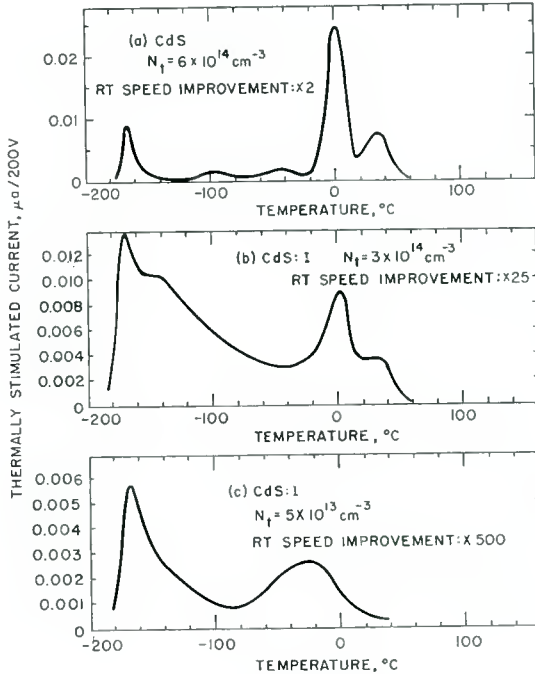 THERMALLY STIMULATED CURRENT, μa/200V
(a) CdS
N_t = 6 x 10^14 cm^-3
RT SPEED IMPROVEMENT: X2
0.02
0.01
0
-200 -100 0 100
TEMPERATURE, °C
(b) CdS: I N_t = 3 x 10^14 cm^-3
RT SPEED IMPROVEMENT: X25
0.012
0.010
0.008
0.006
0.004
0.002
0
-200 -100 0 100
TEMPERATURE, °C
(c) CdS: I
N_t = 5 X 10^13 cm^-3
RT SPEED IMPROVEMENT: X 500
0.006
0.005
0.004
0.003
0.002
0.001
0
-200 -100 0 100
TEMPERATURE, °C